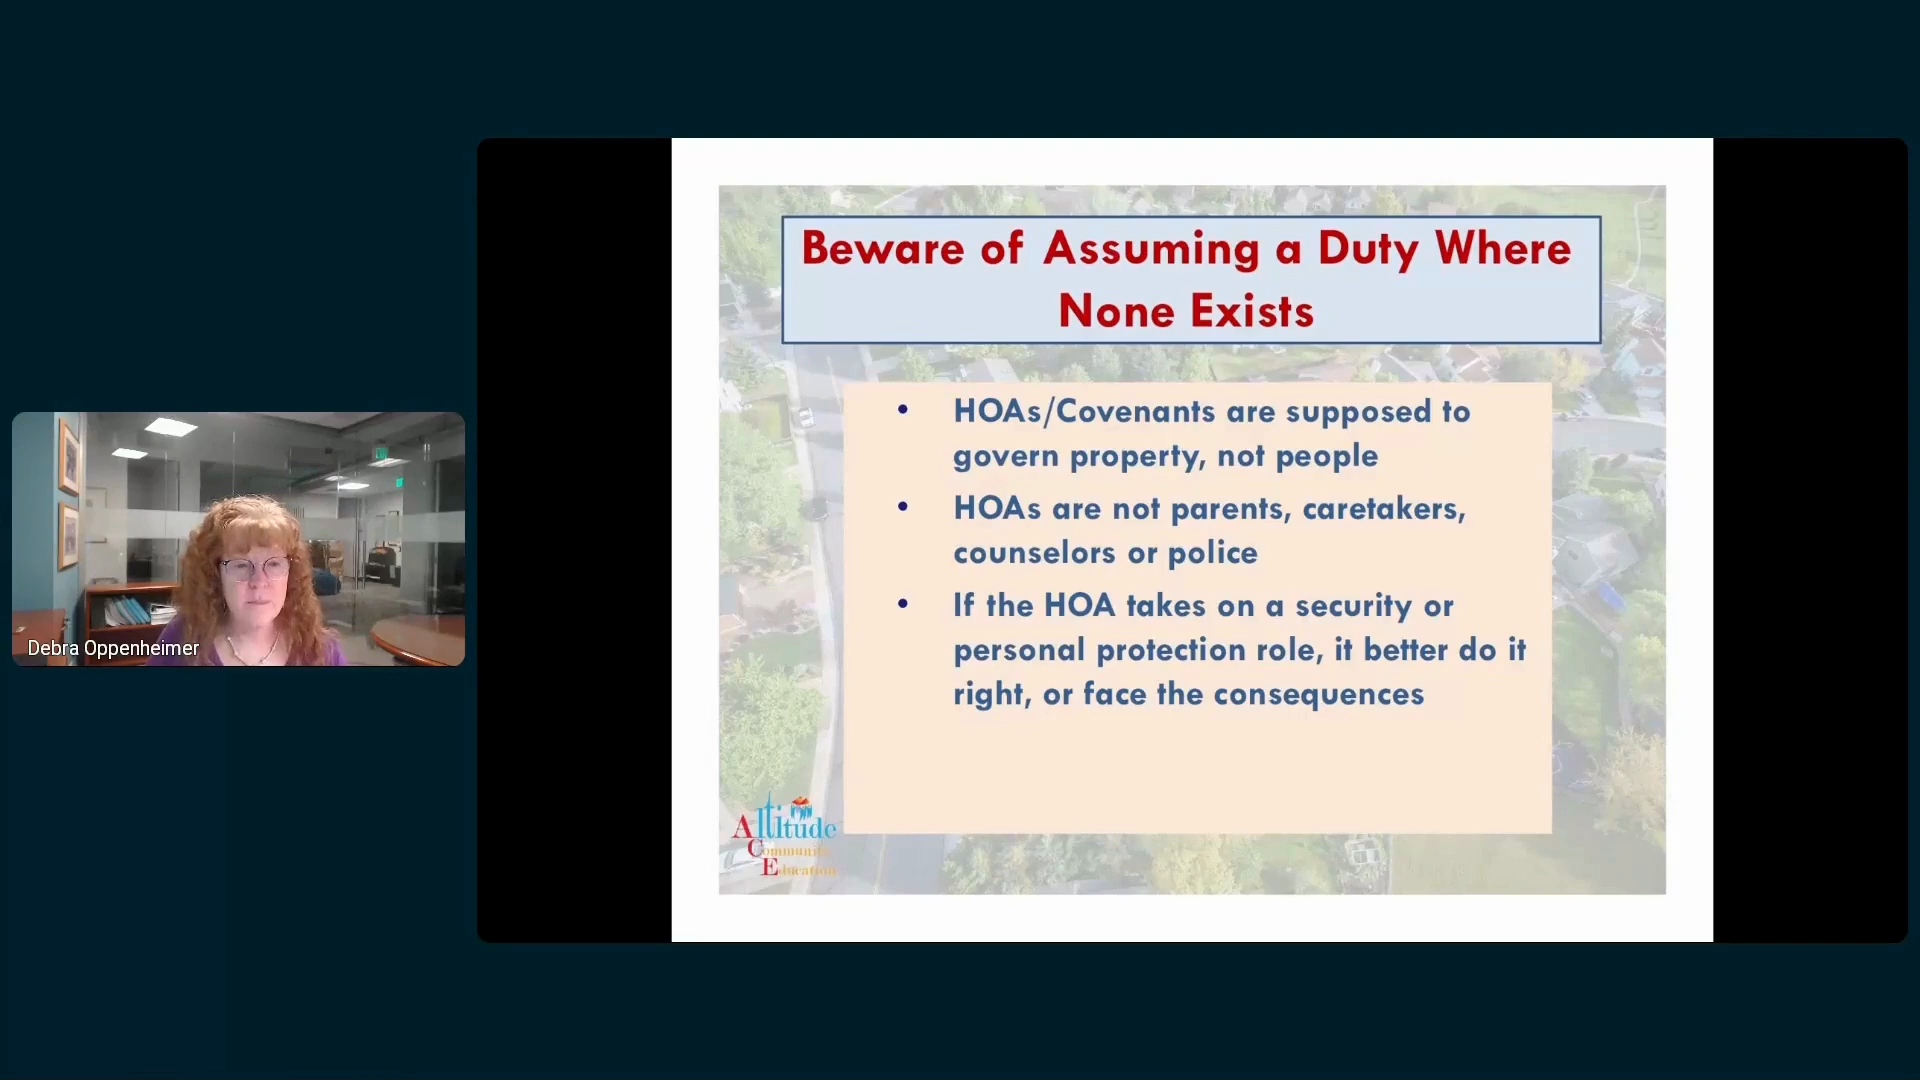 Beware of Assuming a Duty Where
None Exists
• HOAs/Covenants are supposed to
govern property, not people
• HOAs are not parents, caretakers,
counselors or police
• If the HOA takes on a security or
personal protection role, it better do it
right, or face the consequences
Debra Oppenheimer
Altitude
Community
Education